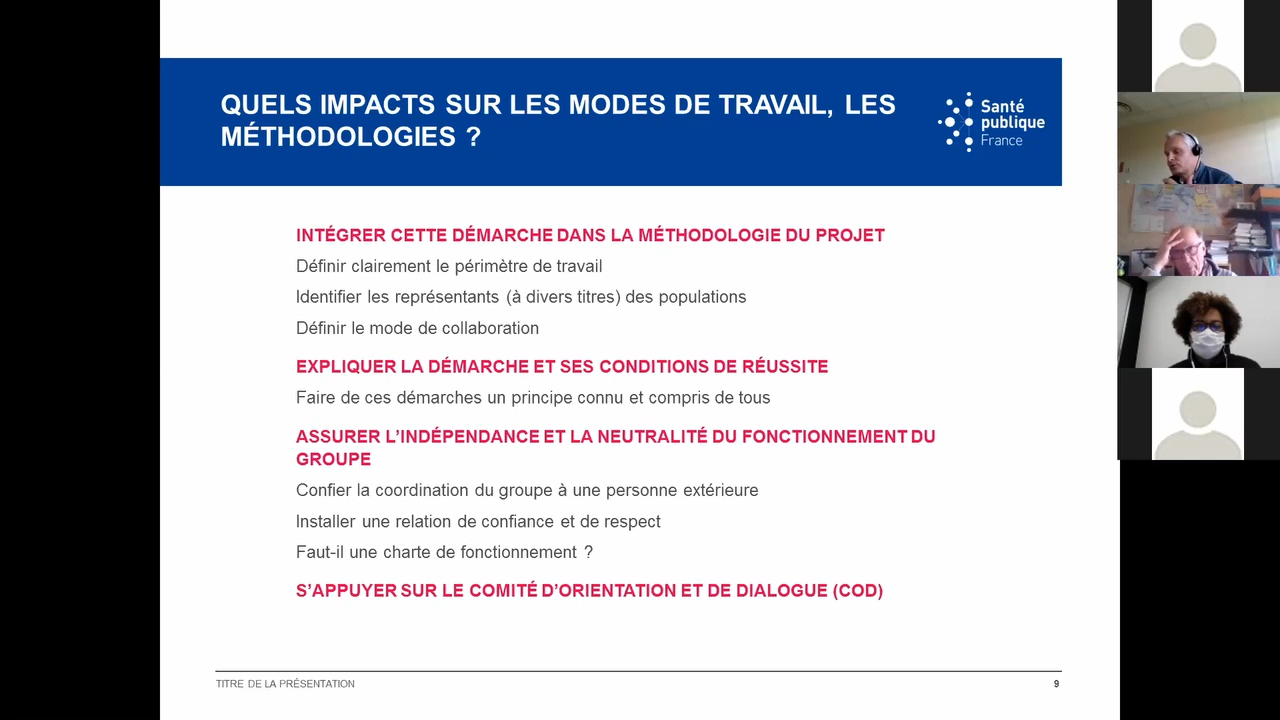 QUELS IMPACTS SUR LES MODES DE TRAVAIL, LES
MÉTHODOLOGIES ?
Santé
publique
France
INTÉGRER CETTE DÉMARCHE DANS LA MÉTHODOLOGIE DU PROJET
Définir clairement le périmètre de travail
Identifier les représentants (à divers titres) des populations
Définir le mode de collaboration
EXPLIQUER LA DÉMARCHE ET SES CONDITIONS DE RÉUSSITE
Faire de ces démarches un principe connu et compris de tous
ASSURER L'INDÉPENDANCE ET LA NEUTRALITÉ DU FONCTIONNEMENT DU
GROUPE
Confier la coordination du groupe à une personne extérieure
Installer une relation de confiance et de respect
Faut-il une charte de fonctionnement ?
S'APPUYER SUR LE COMITÉ D'ORIENTATION ET DE DIALOGUE (COD)
TITRE DE LA PRÉSENTATION
9